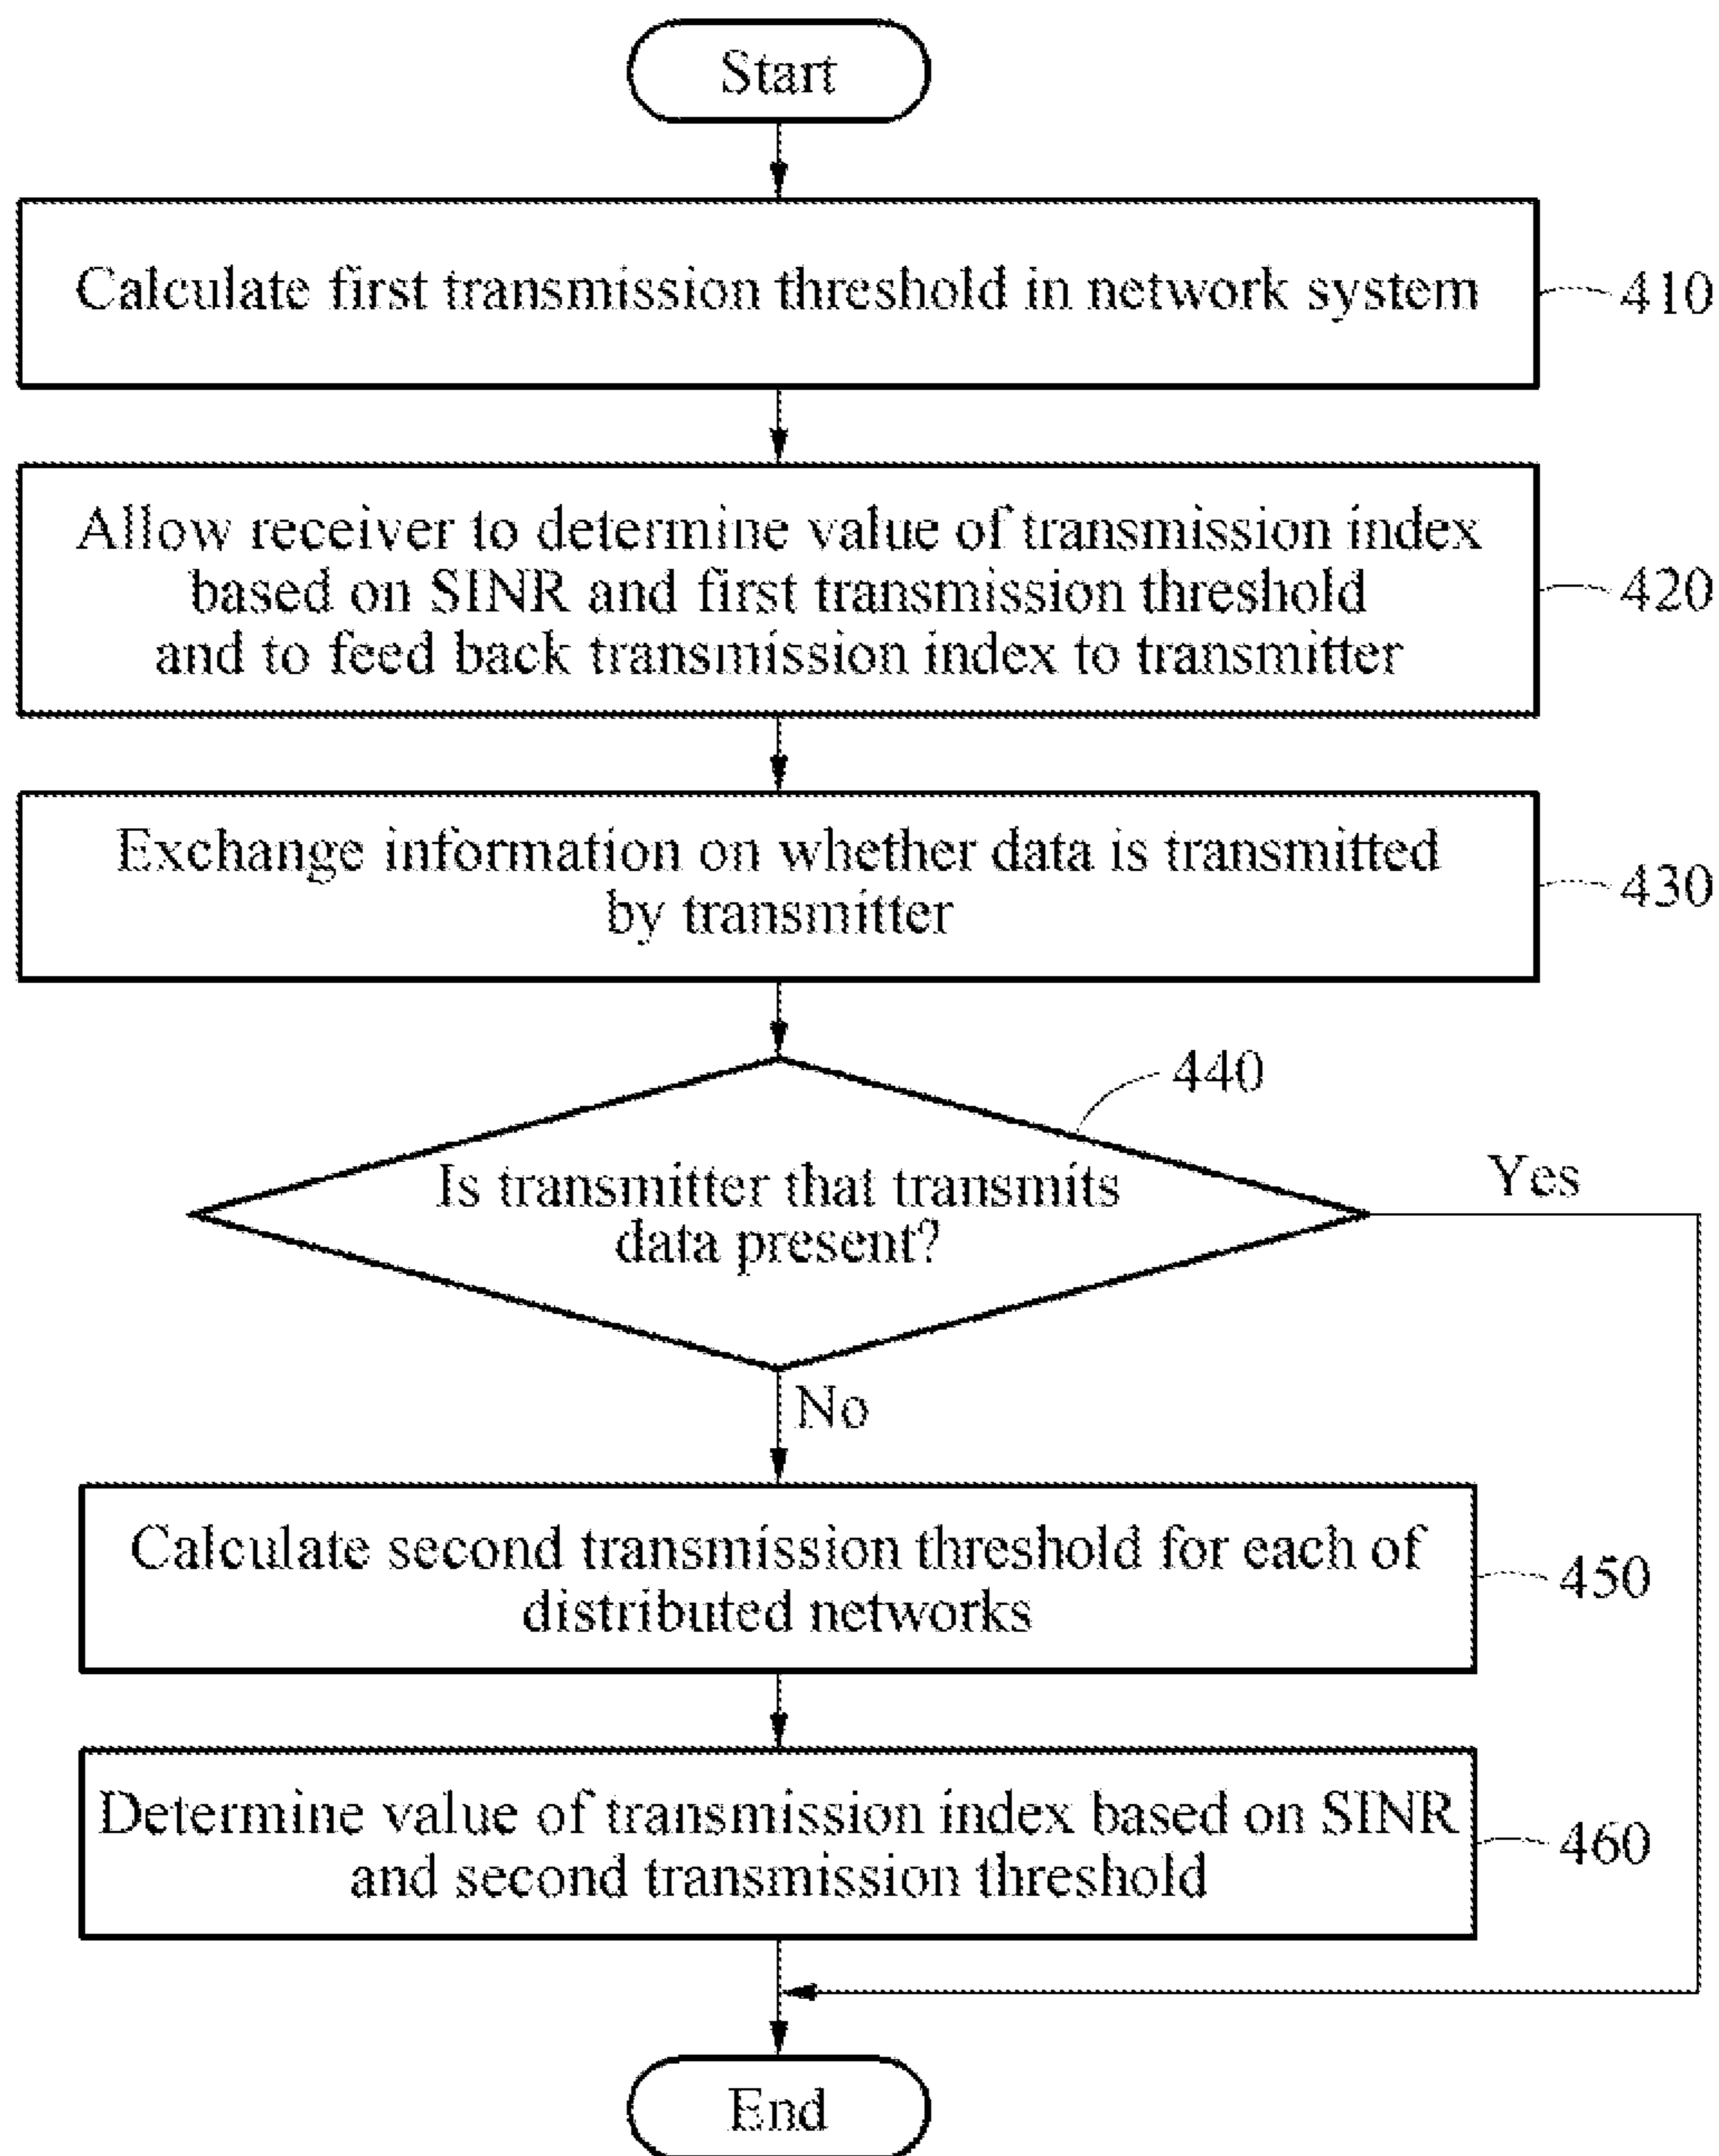 Start
Calculate first transmission threshold in network system
410
Allow receiver to determine value of transmission index
based on SINR and first transmission threshold
and to feed back transmission index to transmitter
420
Exchange information on whether data is transmitted
by transmitter
430
440
Is transmitter that transmits
data present?
Yes
No
Calculate second transmission threshold for each of
distributed networks
450
Determine value of transmission index based on SINR
and second transmission threshold
460
End